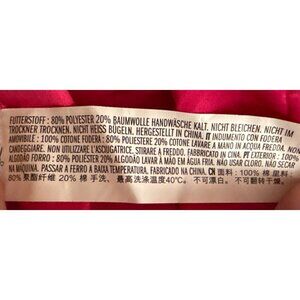 FUTTERSTOFF : 80% POLYESTER 20% BAUMWOLLE HANDWÄSCHE KALT. NICHT BLEICHEN. NICHT IM
TROCKNER TROCKNEN. NICHT HEISS BÜGELN. HERGESTELLT IN CHINA. IT INDUMENTO CON FODERA
AMOVIBILE : 100% COTONE FODERA : 80% POLIESTERE 20% COTONE LAVARE A MANO IN ACQUA FREDDA. NON
CANDEGGIARE. NON UTILIZZARE L'ESSICCATRICE. STIRARE A FREDDO. FABBRICATO IN CINA. PT EXTERIOR : 100%
ALGODÃO FORRO : 80% POLIÉSTER 20% ALGODÃO LAVAR À MÃO EM ÁGUA FRIA. NÃO USAR CLORO. NÃO SECAR
NA MÁQUINA. PASSAR A FERRO A BAIXA TEMPERATURA. FABRICADO NA CHINA. CN 面料 : 100% 棉 里料 :
80% 聚酯纤维 20% 棉 手洗。 最高洗涤温度40℃。 不可漂白。 不可翻转干燥。